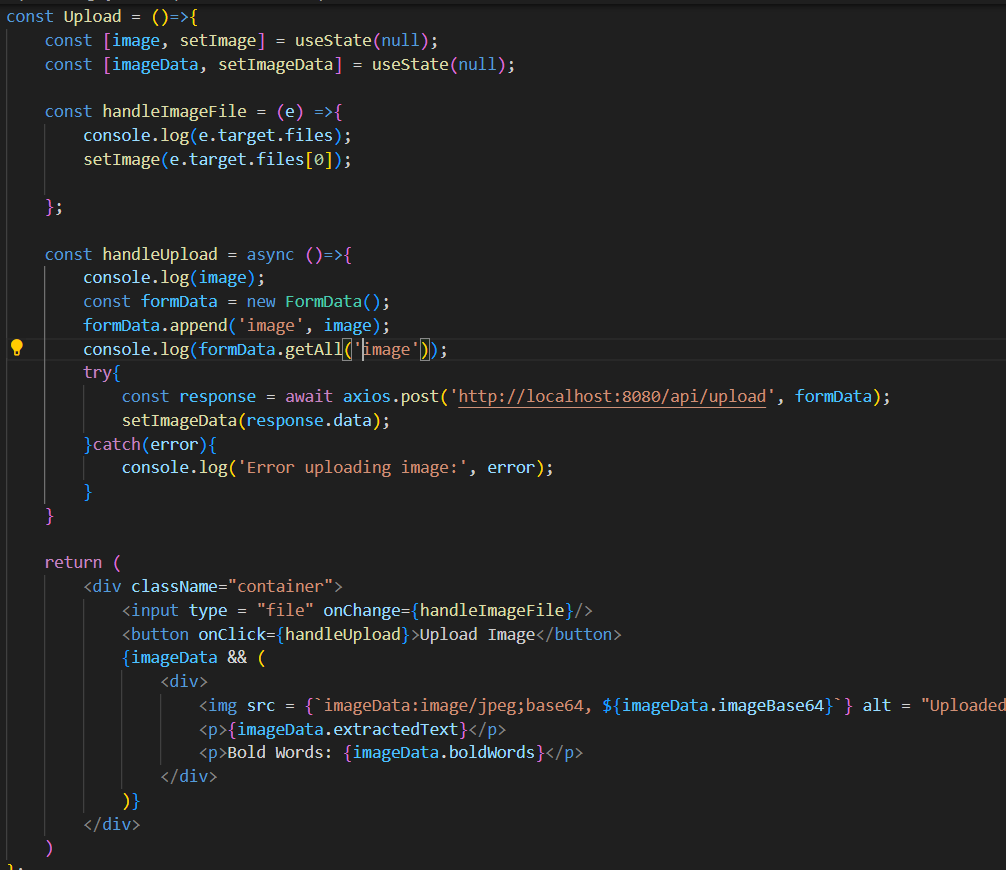 const Upload = ()=>{
    const [image, setImage] = useState(null);
    const [imageData, setImageData] = useState(null);

    const handleImageFile = (e) =>{
        console.log(e.target.files);
        setImage(e.target.files[0]);

    };

    const handleUpload = async ()=>{
        console.log(image);
        const formData = new FormData();
        formData.append('image', image);
        console.log(formData.getAll('image'));
        try{
            const response = await axios.post('http://localhost:8080/api/upload', formData);
            setImageData(response.data);
        }catch(error){
            console.log('Error uploading image:', error);
        }
    }

    return (
        <div className="container">
            <input type = "file" onChange={handleImageFile}/>
            <button onClick={handleUpload}>Upload Image</button>
            {imageData && (
                <div>
                    <img src = {`imageData:image/jpeg;base64, ${imageData.imageBase64}`} alt = "Uploaded
                    <p>{imageData.extractedText}</p>
                    <p>Bold Words: {imageData.boldWords}</p>
                </div>
            )}
        </div>
    )